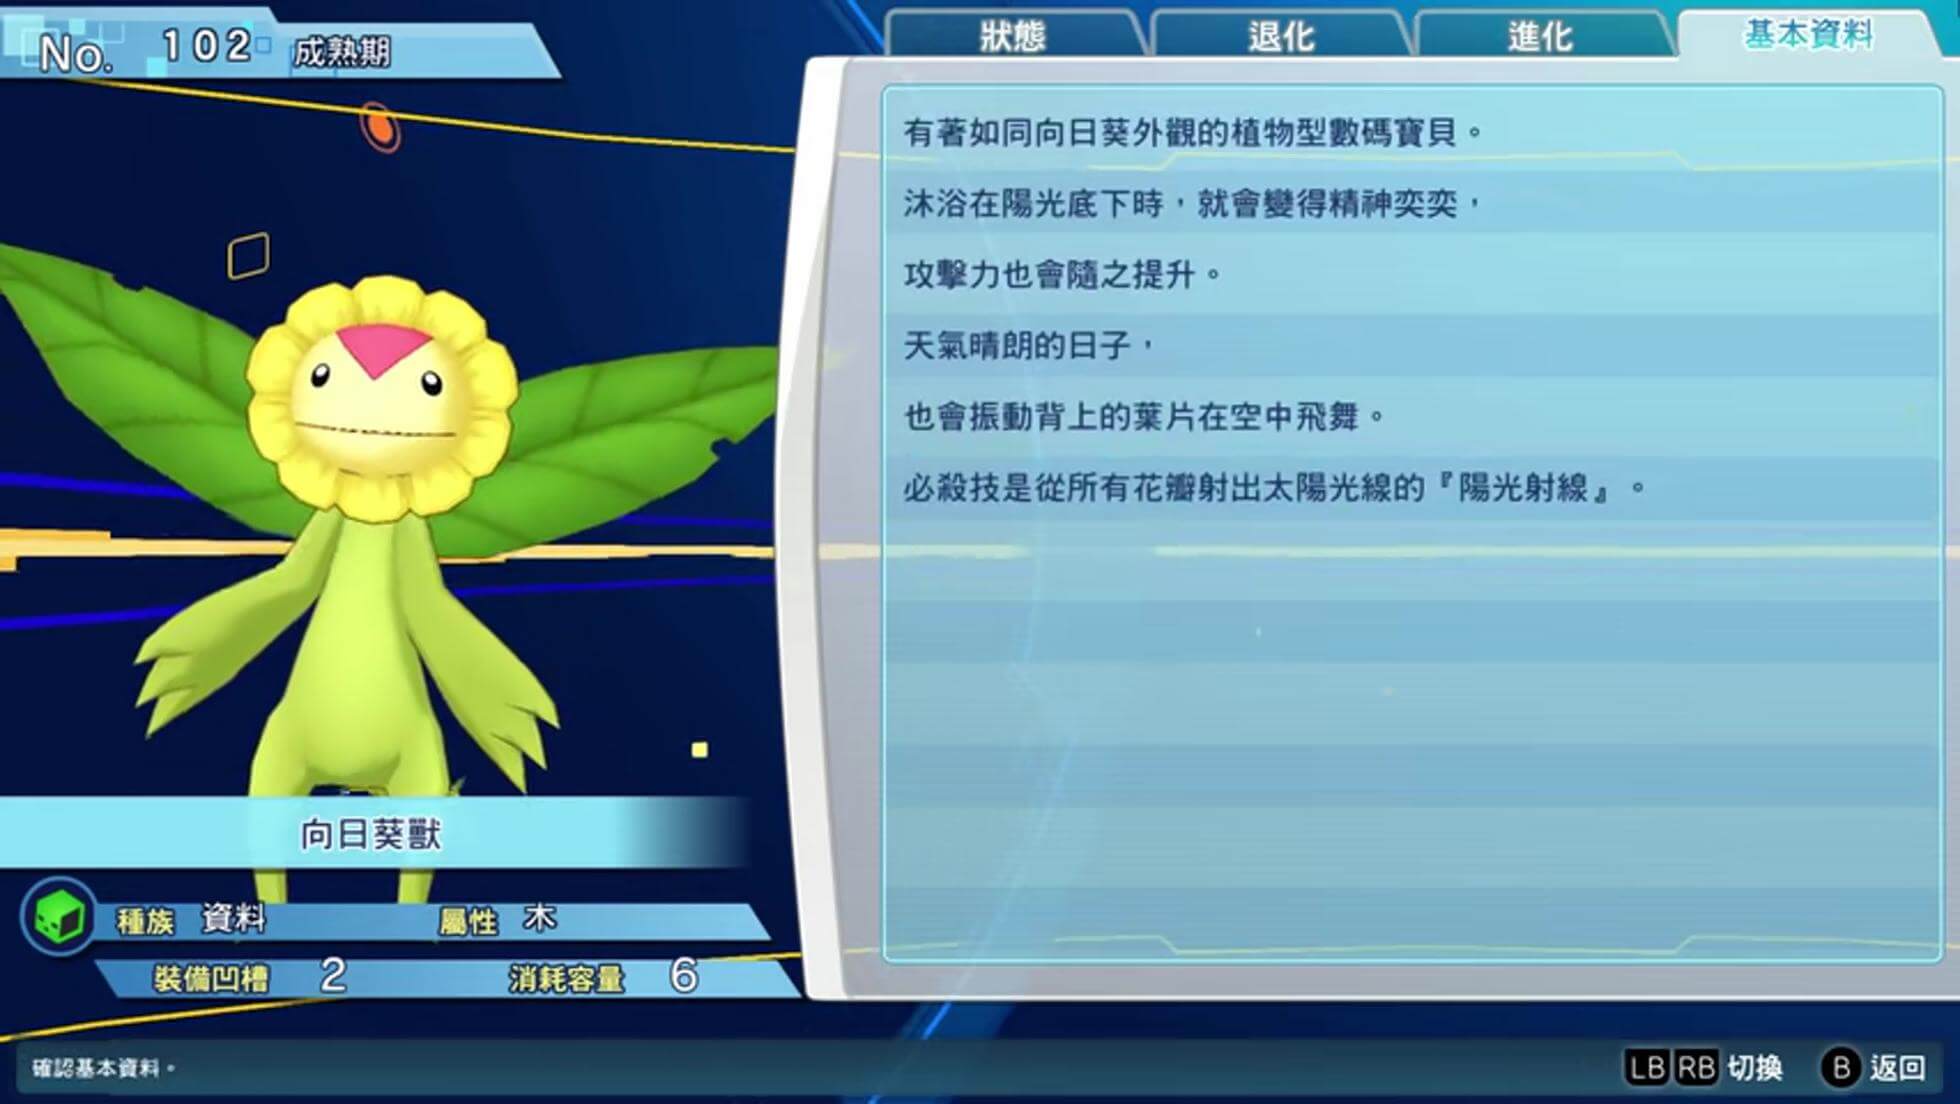 No. 102 成熟期
狀態 退化 進化 基本資料
有著如同向日葵外觀的植物型數碼寶貝。
沐浴在陽光底下時，就會變得精神奕奕，
攻擊力也會隨之提升。
天氣晴朗的日子，
也會振動背上的葉片在空中飛舞。
必殺技是從所有花瓣射出太陽光線的『陽光射線』。
向日葵獸
種族 資料 屬性 木
裝備凹槽 2 消耗容量 6
確認基本資料。
LB RB 切換 B 返回